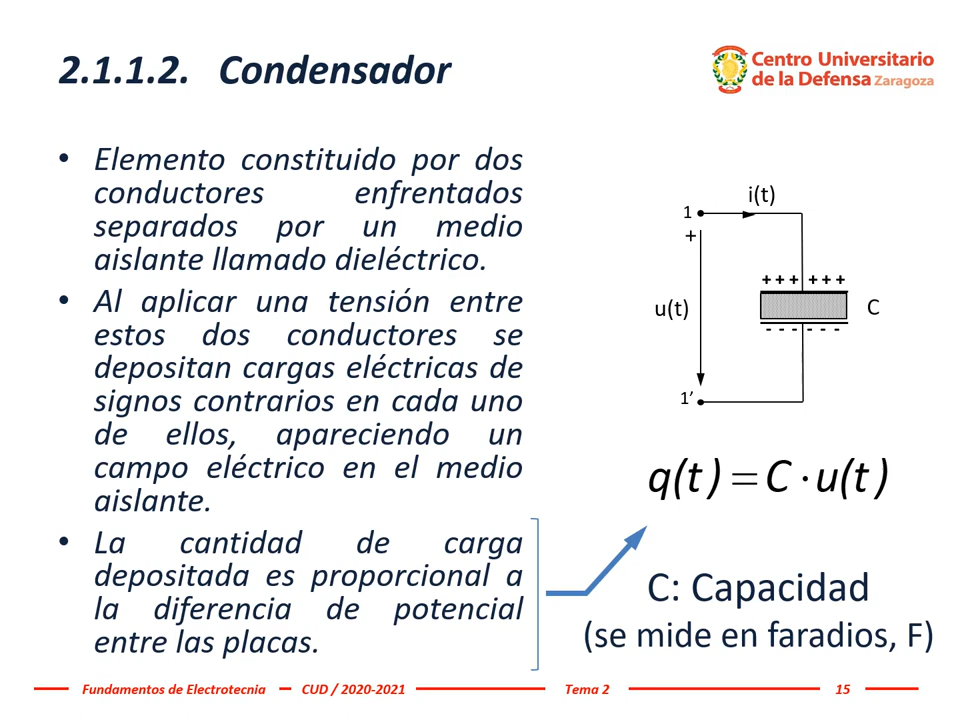 2.1.1.2. Condensador
Centro Universitario
de la Defensa Zaragoza
• Elemento constituido por dos
conductores enfrentados
separados por un medio
aislante llamado dieléctrico.
• Al aplicar una tensión entre
estos dos conductores se
depositan cargas eléctricas de
signos contrarios en cada uno
de ellos, apareciendo un
campo eléctrico en el medio
aislante.
• La cantidad de carga
depositada es proporcional a
la diferencia de potencial
entre las placas.
i(t)
1
+
+ + + + + +
u(t)
C
- - - - - -
1’
q(t) = C · u(t)
C: Capacidad
(se mide en faradios, F)
Fundamentos de Electrotecnia CUD / 2020-2021 Tema 2 15